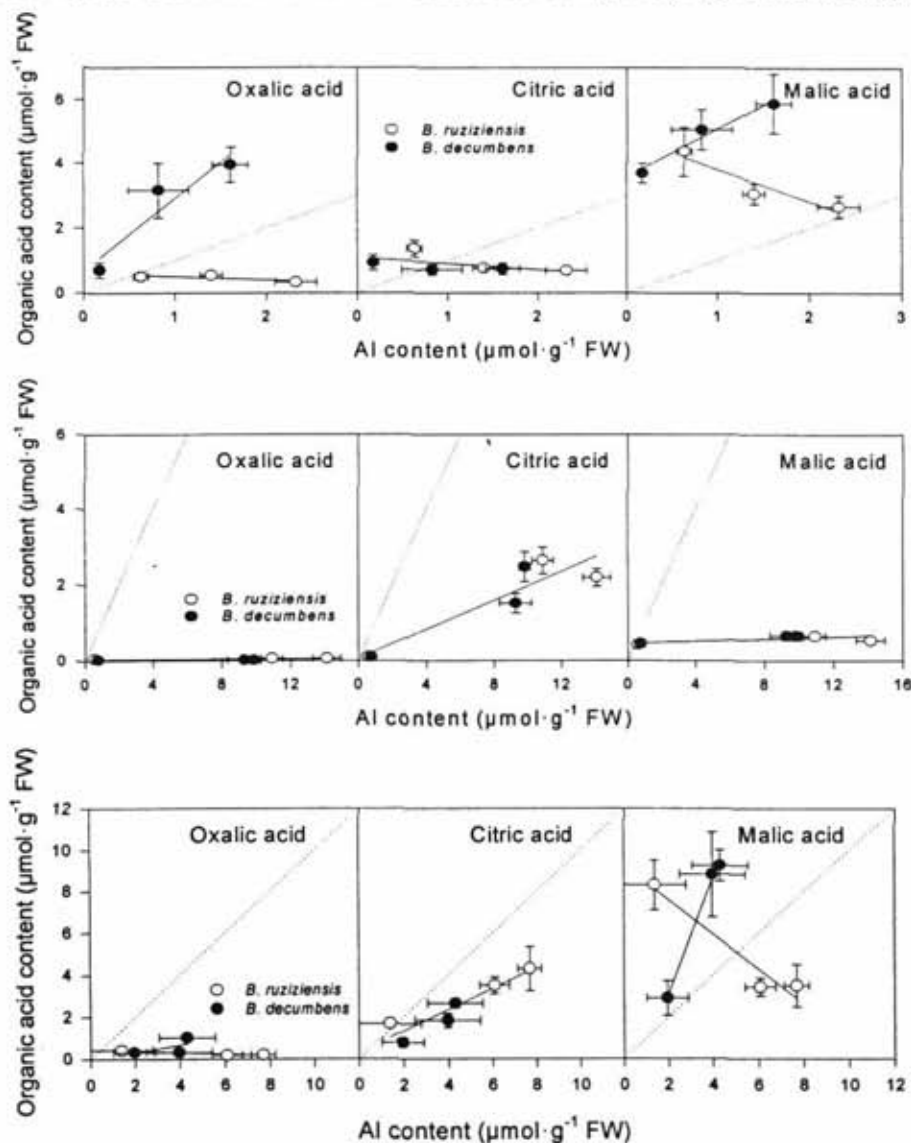 Oxalic acid Citric acid Malic acid
B. ruziziensis
B. decumbens
Organic acid content (µmol·g⁻¹ FW)
6
4
2
0
0 1 2 0 1 2 0 1 2 3
Al content (µmol·g⁻¹ FW)
Oxalic acid Citric acid Malic acid
B. ruziziensis
B. decumbens
Organic acid content (µmol·g⁻¹ FW)
6
4
2
0
0 4 8 12 0 4 8 12 0 4 8 12 16
Al content (µmol·g⁻¹ FW)
Oxalic acid Citric acid Malic acid
B. ruziziensis
B. decumbens
Organic acid content (µmol·g⁻¹ FW)
12
10
8
6
4
2
0
0 2 4 6 8 10 0 2 4 6 8 10 0 2 4 6 8 10 12
Al content (µmol·g⁻¹ FW)